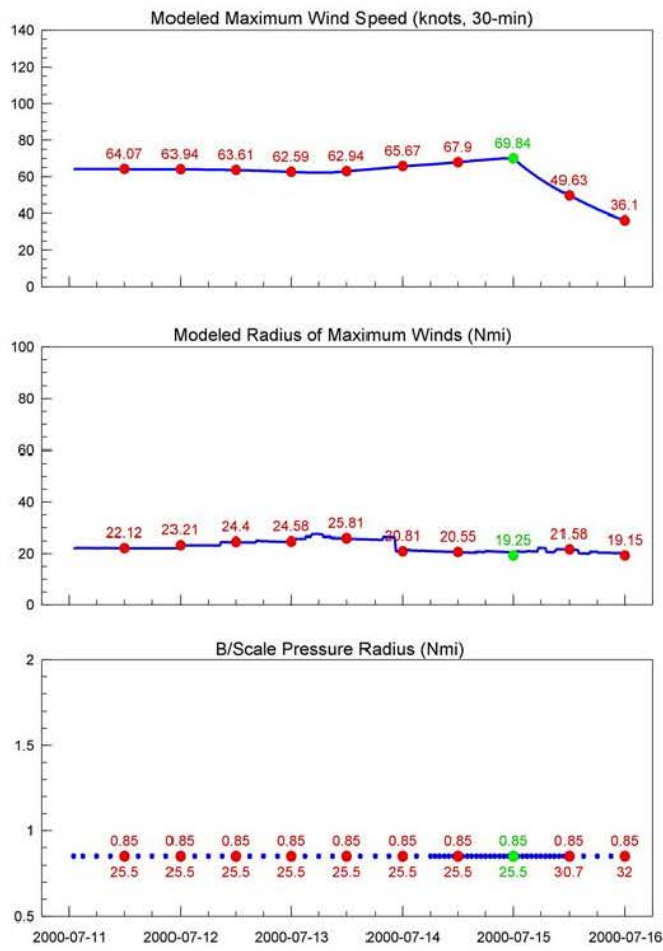 Modeled Maximum Wind Speed (knots, 30-min)
140
120
100
80
60
40
20
0
64.07 63.94 63.61 62.59 62.94 65.67 67.9 69.84 49.63 36.1
Modeled Radius of Maximum Winds (Nmi)
100
80
60
40
20
0
22.12 23.21 24.4 24.58 25.81 20.81 20.55 19.25 21.58 19.15
B/Scale Pressure Radius (Nmi)
2
1.5
1
0.5
0.85 0.85 0.85 0.85 0.85 0.85 0.85 0.85 0.85 0.85
25.5 25.5 25.5 25.5 25.5 25.5 25.5 25.5 30.7 32
2000-07-11 2000-07-12 2000-07-13 2000-07-14 2000-07-15 2000-07-16